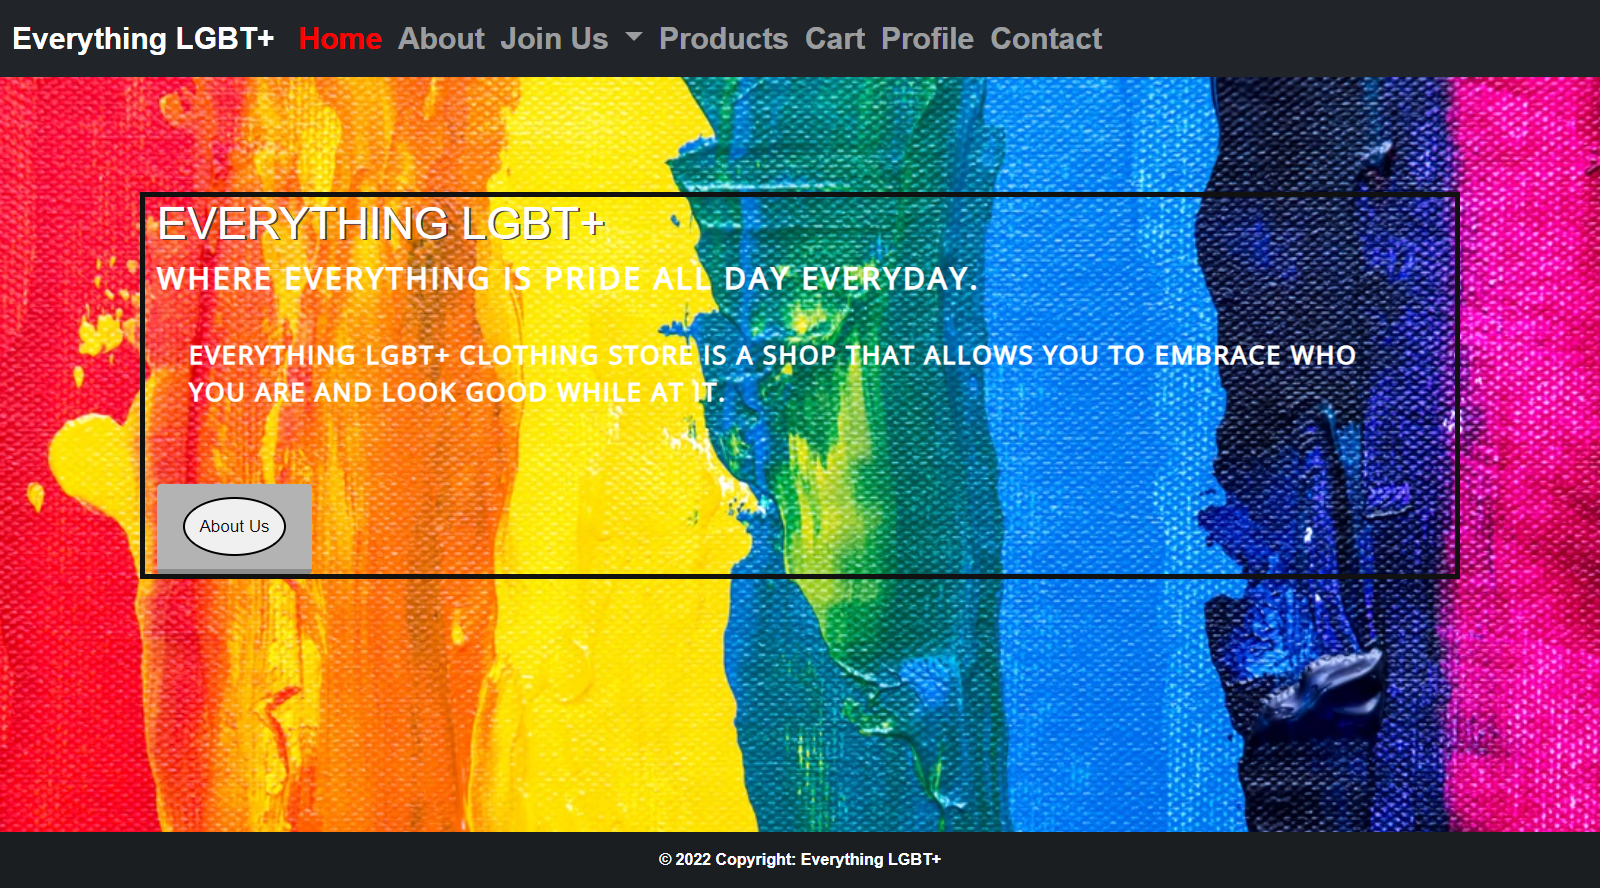 Everything LGBT+ Home About Join Us Products Cart Profile Contact
EVERYTHING LGBT+
WHERE EVERYTHING IS PRIDE ALL DAY EVERYDAY.
EVERYTHING LGBT+ CLOTHING STORE IS A SHOP THAT ALLOWS YOU TO EMBRACE WHO
YOU ARE AND LOOK GOOD WHILE AT IT.
About Us
© 2022 Copyright: Everything LGBT+